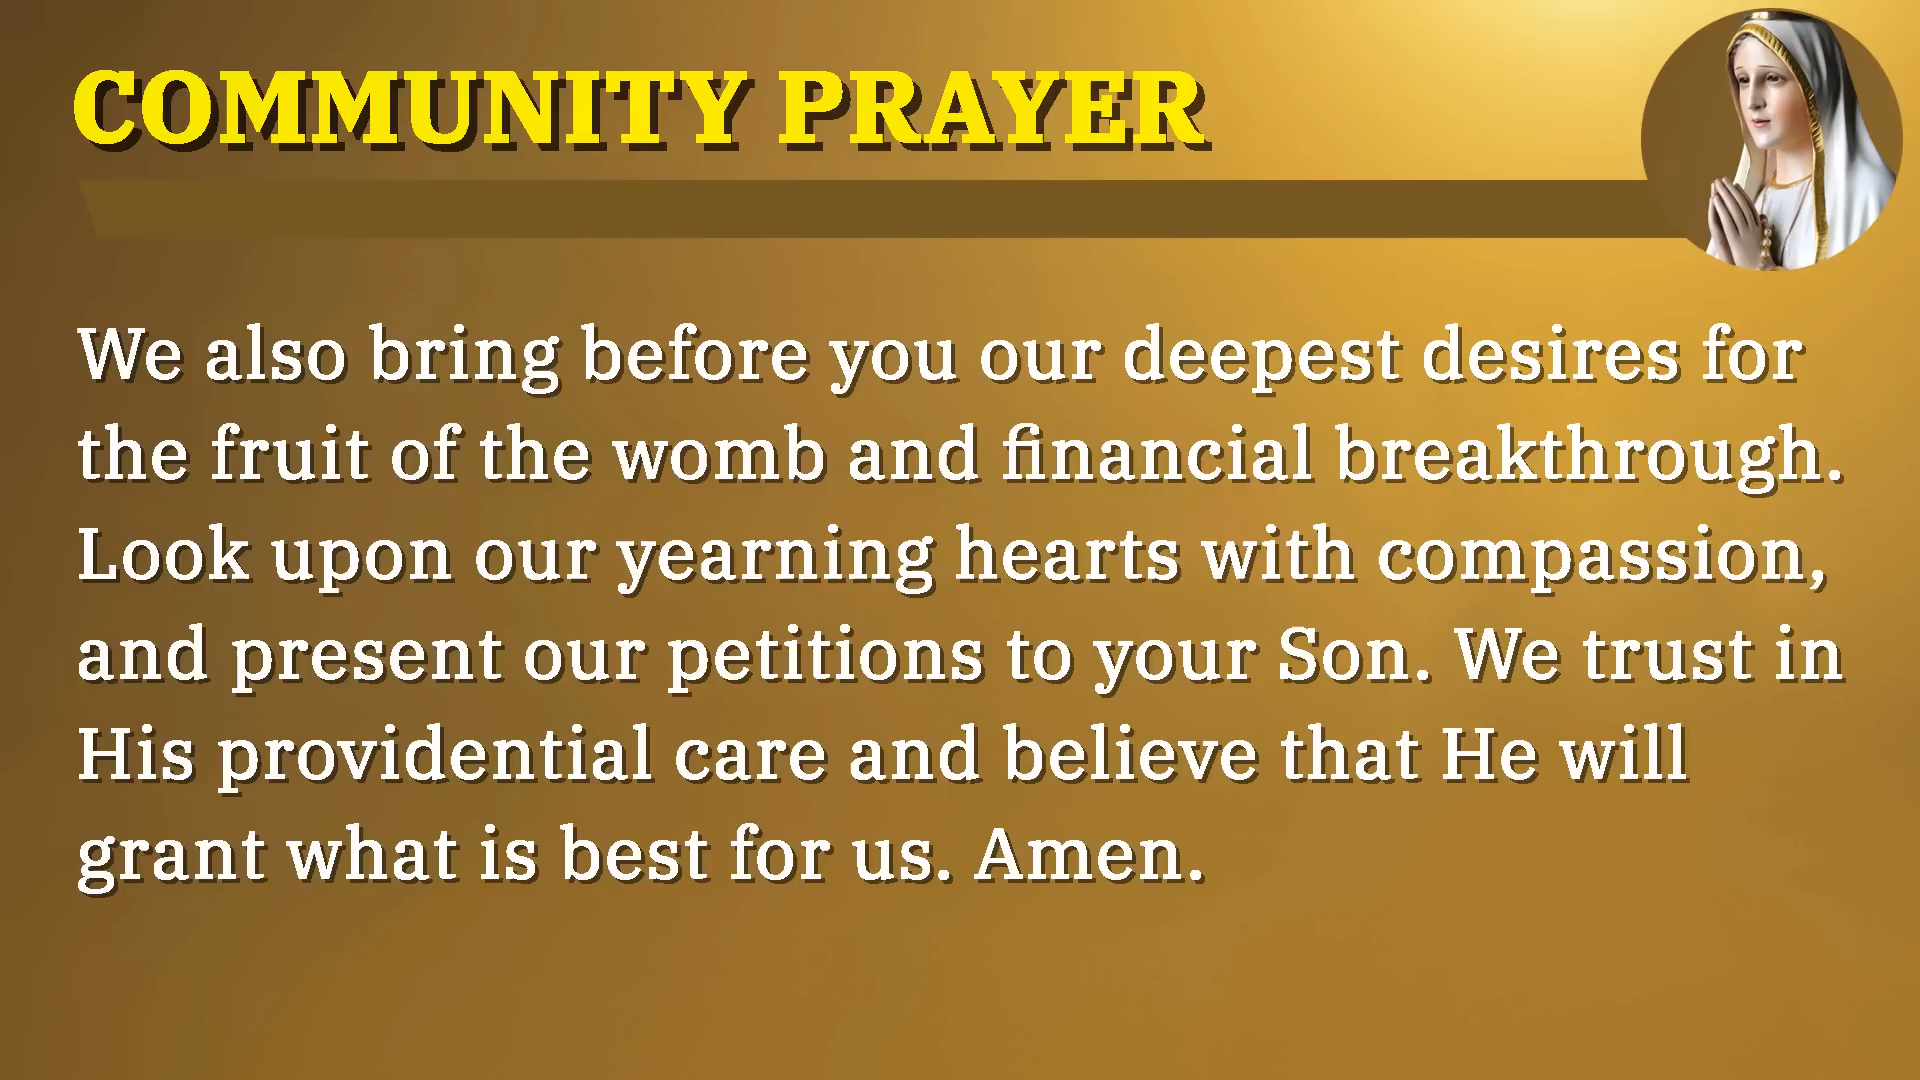 COMMUNITY PRAYER
We also bring before you our deepest desires for
the fruit of the womb and financial breakthrough.
Look upon our yearning hearts with compassion,
and present our petitions to your Son. We trust in
His providential care and believe that He will
grant what is best for us. Amen.